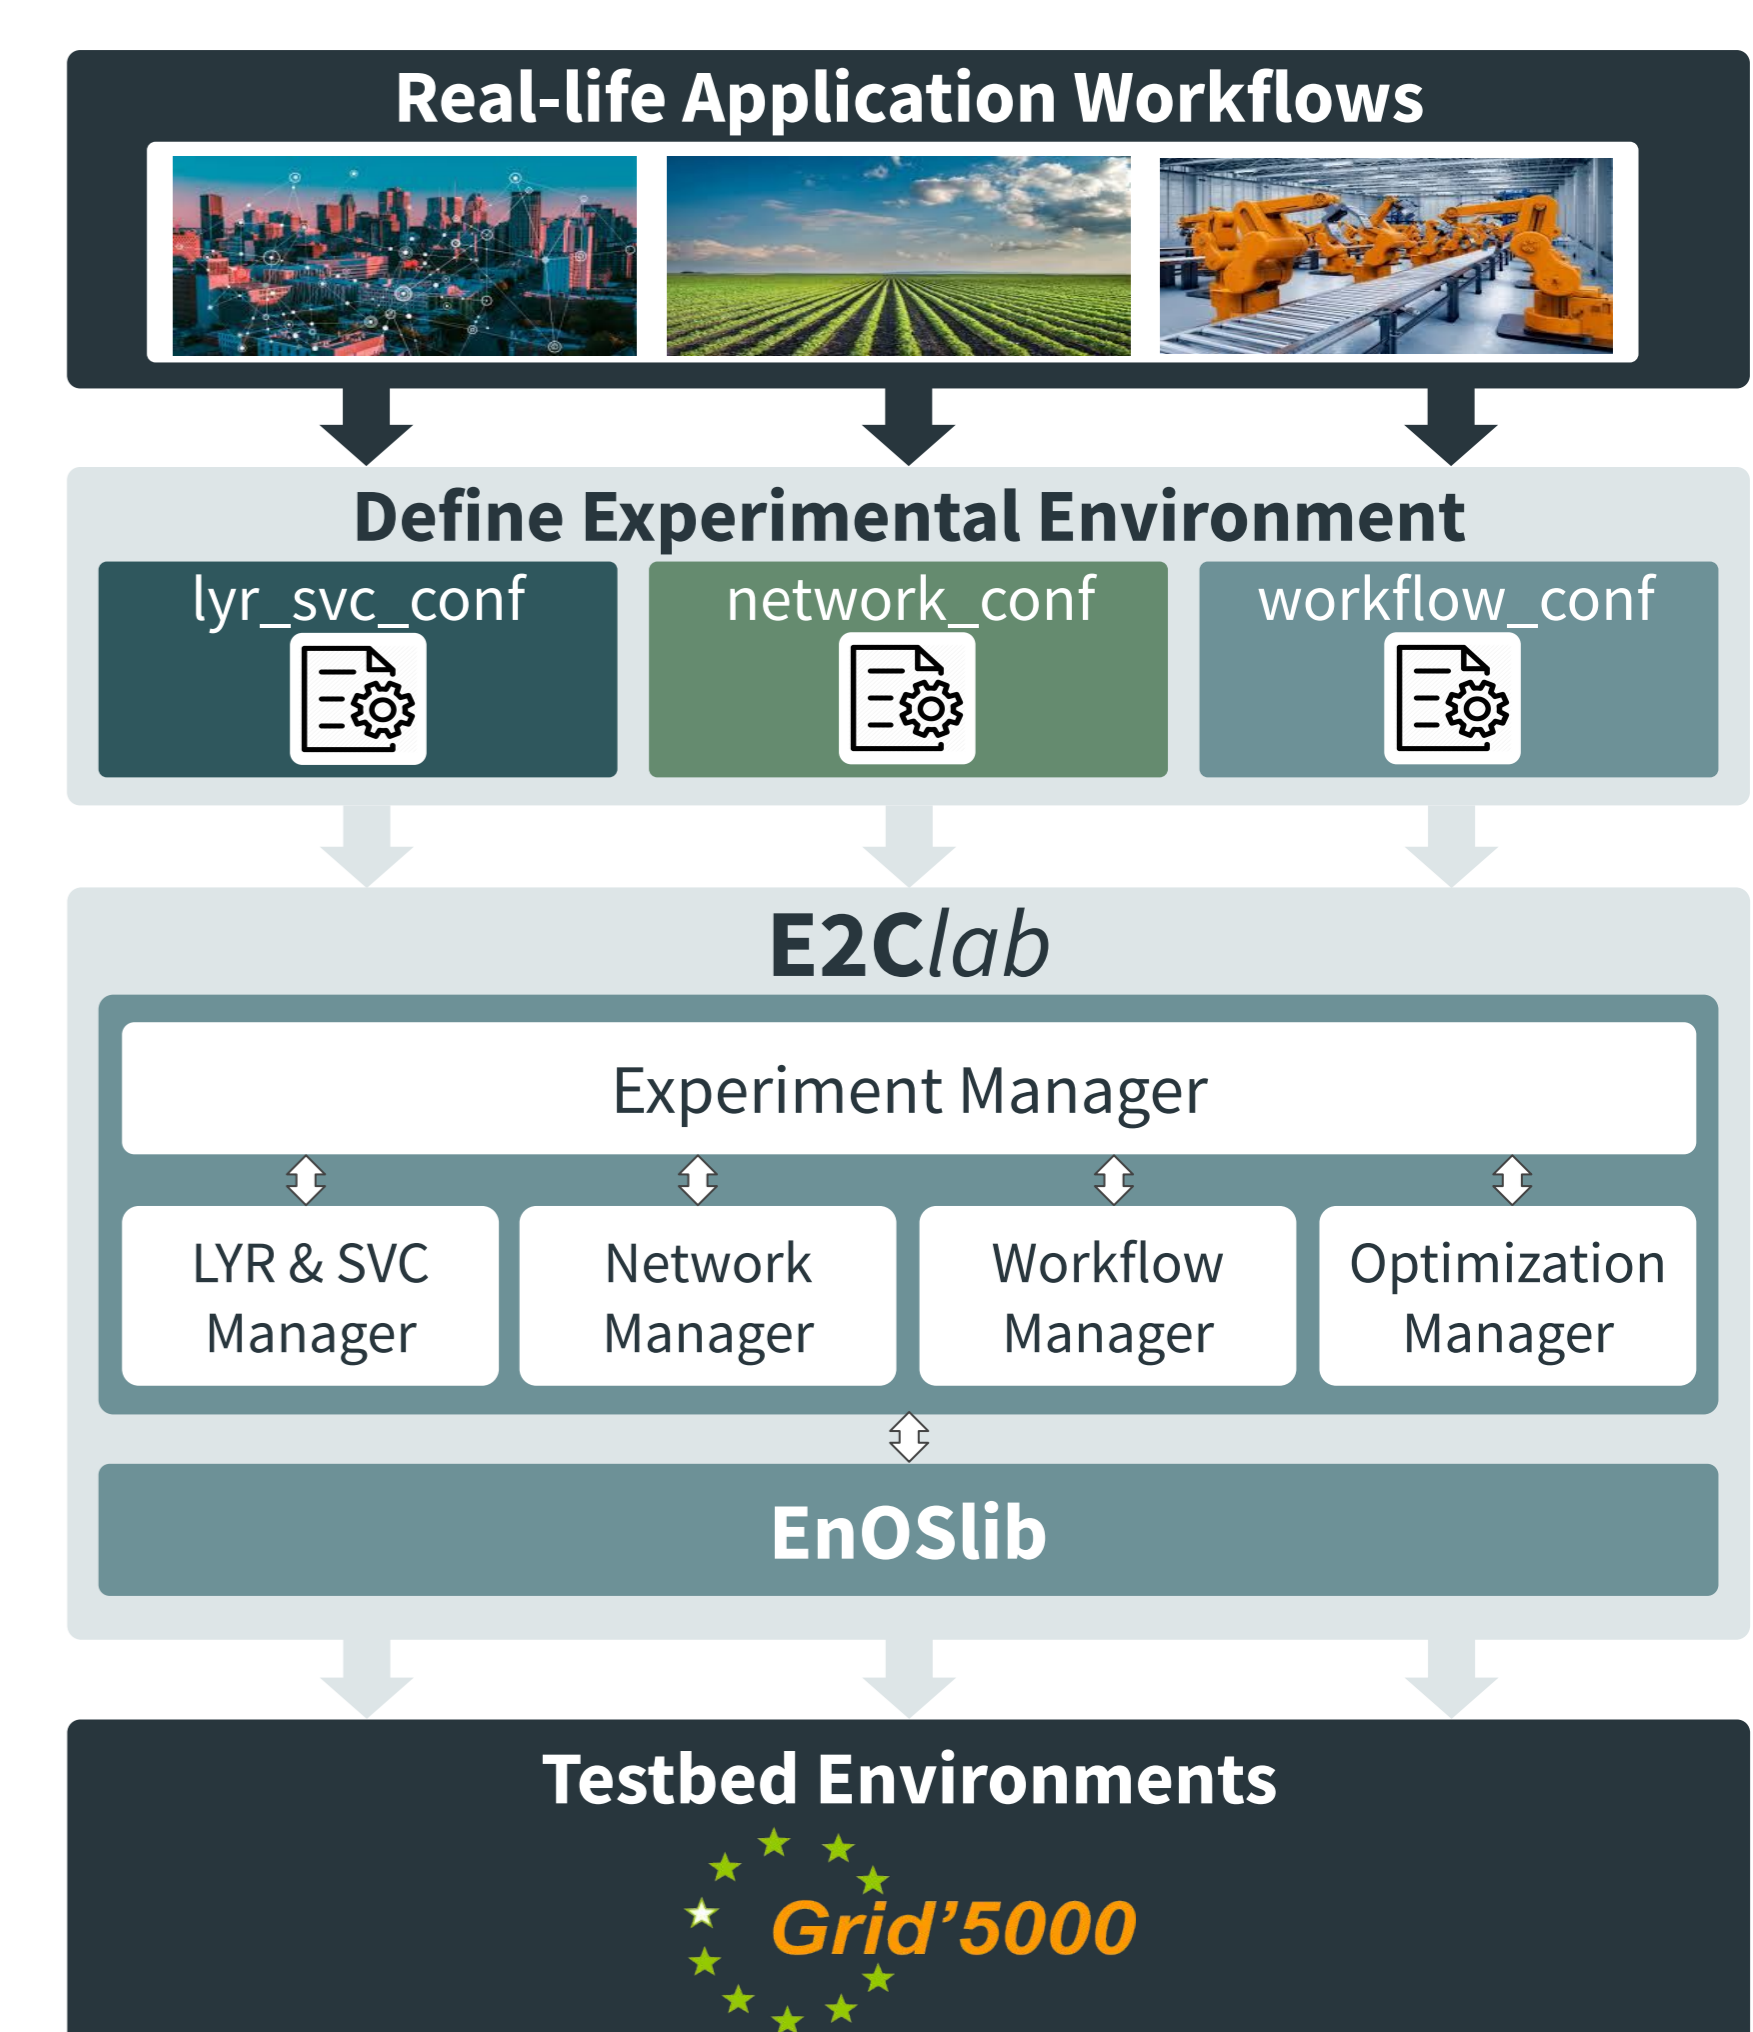 Real-life Application Workflows
Define Experimental Environment
lyr_svc_conf
network_conf
workflow_conf
E2Clab
Experiment Manager
LYR & SVC
Manager
Network
Manager
Workflow
Manager
Optimization
Manager
EnOSlib
Testbed Environments
Grid’5000